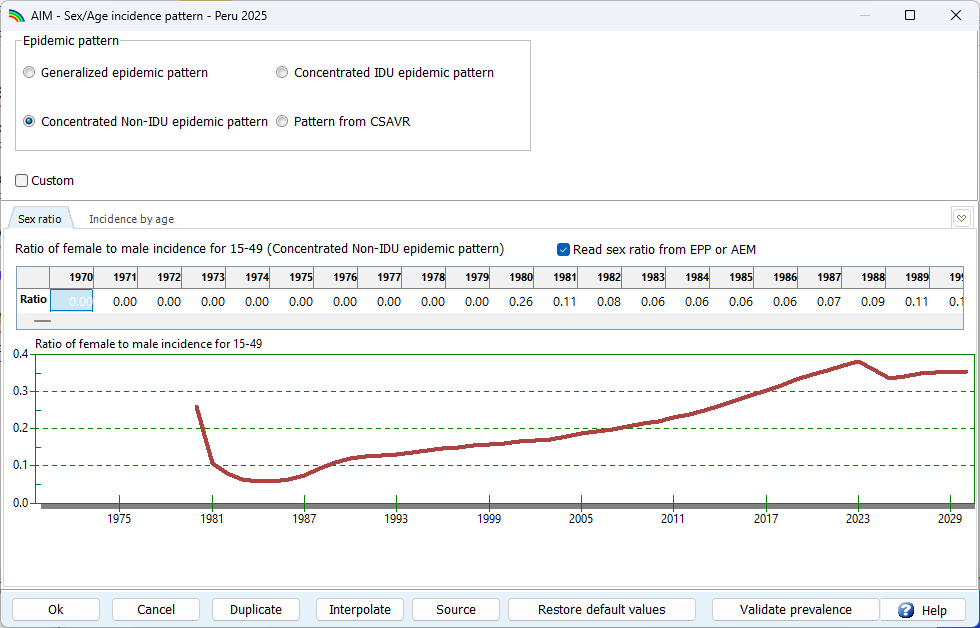 AIM - Sex/Age incidence pattern - Peru 2025
Epidemic pattern
Generalized epidemic pattern
Concentrated IDU epidemic pattern
Concentrated Non-IDU epidemic pattern
Pattern from CSAVR
Custom
Sex ratio
Incidence by age
Ratio of female to male incidence for 15-49 (Concentrated Non-IDU epidemic pattern)
Read sex ratio from EPP or AEM
1970 1971 1972 1973 1974 1975 1976 1977 1978 1979 1980 1981 1982 1983 1984 1985 1986 1987 1988 1989
Ratio 0.00 0.00 0.00 0.00 0.00 0.00 0.00 0.00 0.00 0.00 0.26 0.11 0.08 0.06 0.06 0.06 0.06 0.07 0.09 0.11
Ratio of female to male incidence for 15-49
0.4
0.3
0.2
0.1
0.0
1975 1981 1987 1993 1999 2005 2011 2017 2023 2029
Ok Cancel Duplicate Interpolate Source Restore default values Validate prevalence Help